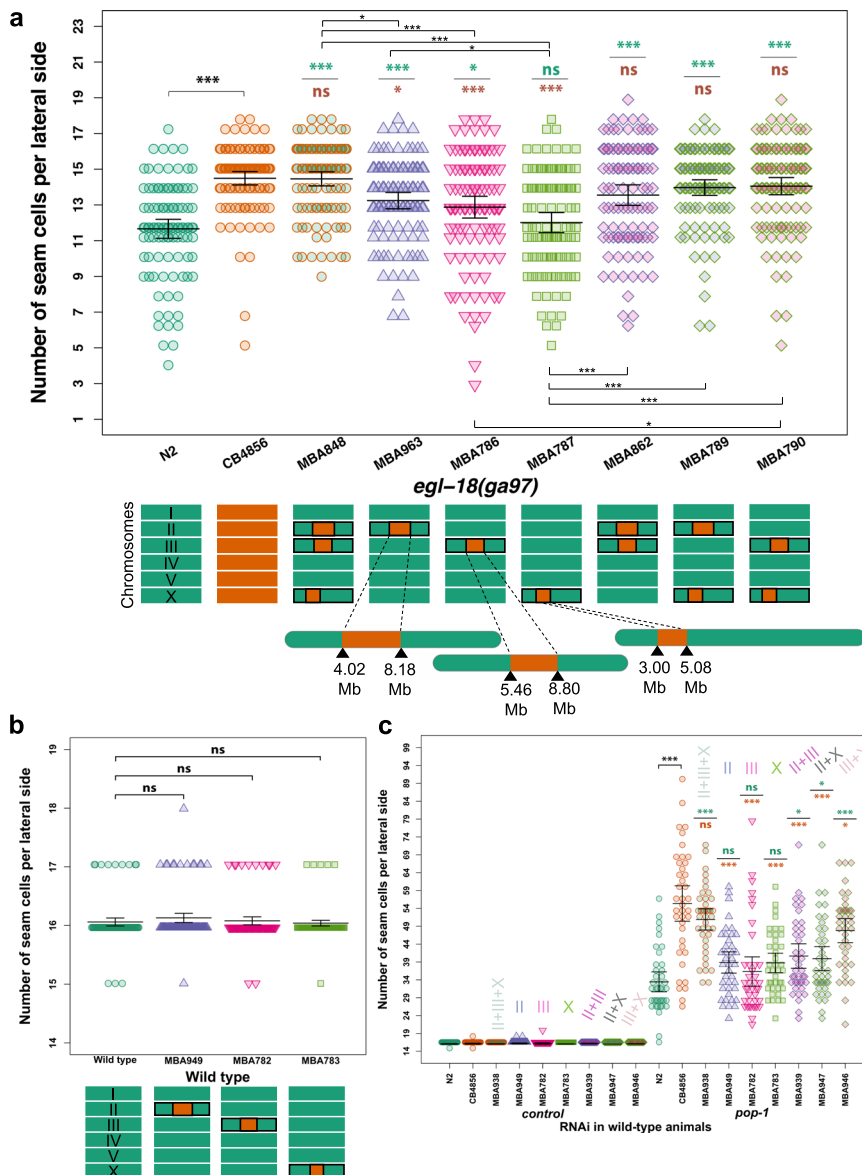 a
Number of seam cells per lateral side
23
21
19
17
15
13
11
9
7
5
3
1
*
***
***
*
*** *** * ns *** *** ***
*** ns * *** *** ns ns ns
***
***
***
*
N2 CB4856 MBA848 MBA963 MBA786 MBA787 MBA862 MBA789 MBA790
egl-18(ga97)
Chromosomes
I
II
III
IV
V
X
4.02 Mb 8.18 Mb
5.46 Mb 8.80 Mb
3.00 Mb 5.08 Mb
b
Number of seam cells per lateral side
19
18
17
16
15
14
ns
ns
ns
Wild type MBA949 MBA782 MBA783
Wild type
I
II
III
IV
V
X
c
Number of seam cells per lateral side
99
94
89
84
79
74
69
64
59
54
49
44
39
34
29
24
19
14
II+III+X II III X II+III II+X III+X
II+III+X II III X II+III II+X III+X
*** *** ns ns *** ns *** ns *** * *** * *** *** *
N2 CB4856 MBA938 MBA949 MBA782 MBA783 MBA939 MBA947 MBA946 N2 CB4856 MBA938 MBA949 MBA782 MBA783 MBA939 MBA947 MBA946
control pop-1
RNAi in wild-type animals